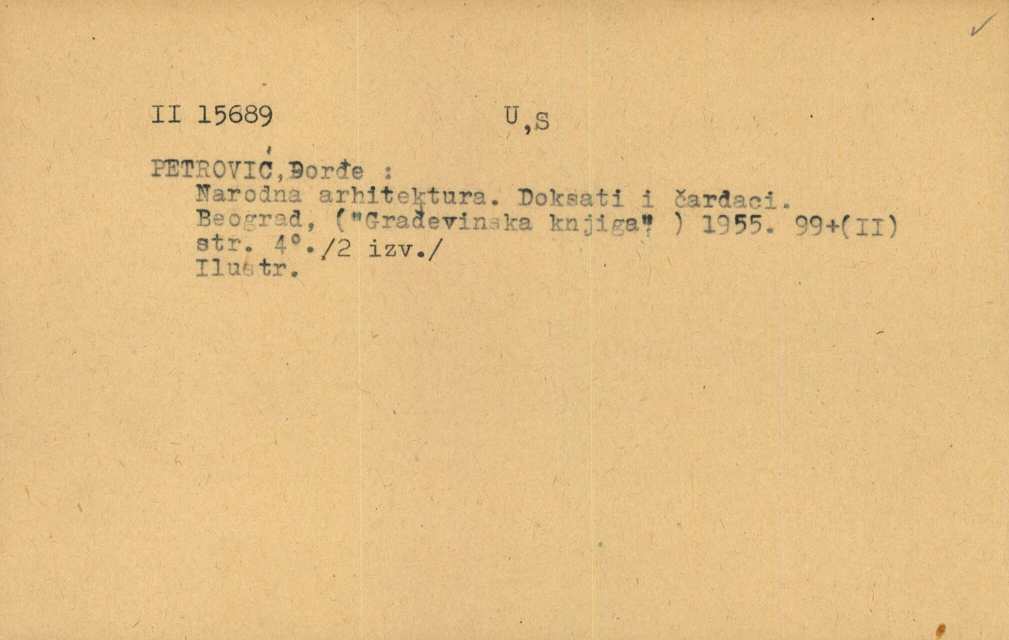 II 15689 U,S
PETROVIĆ,Đorđe :
Narodna arhitektura. Doksati i čardaci.
Beograd, ("Građevinska knjiga" ) 1955. 99+(II)
str. 4°./2 izv./
Ilustr.